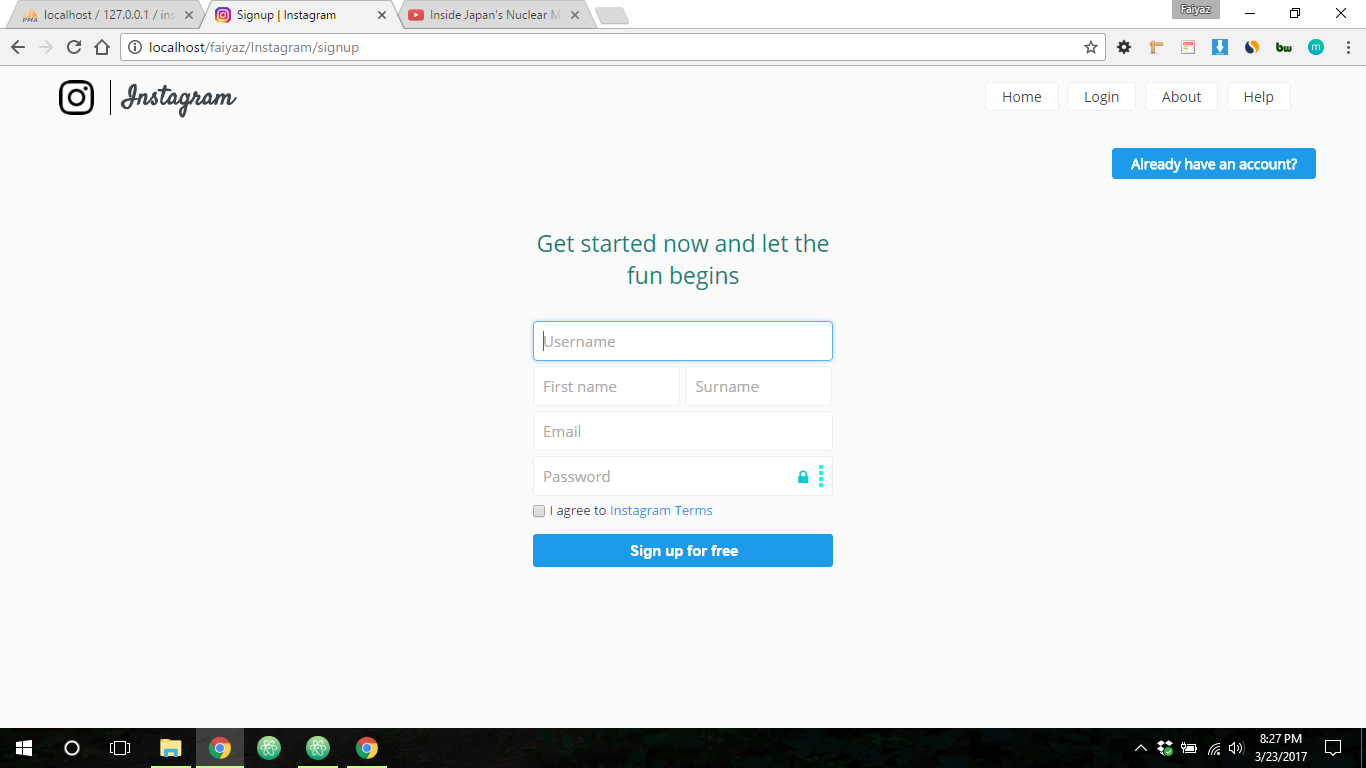 localhost / 127.0.0.1 / ins
Signup | Instagram
Inside Japan's Nuclear M
Faiyaz
localhost/faiyaz/Instagram/signup
bw
m
Instagram
Home
Login
About
Help
Already have an account?
Get started now and let the
fun begins
Username
First name
Surname
Email
Password
I agree to Instagram Terms
Sign up for free
8:27 PM
3/23/2017